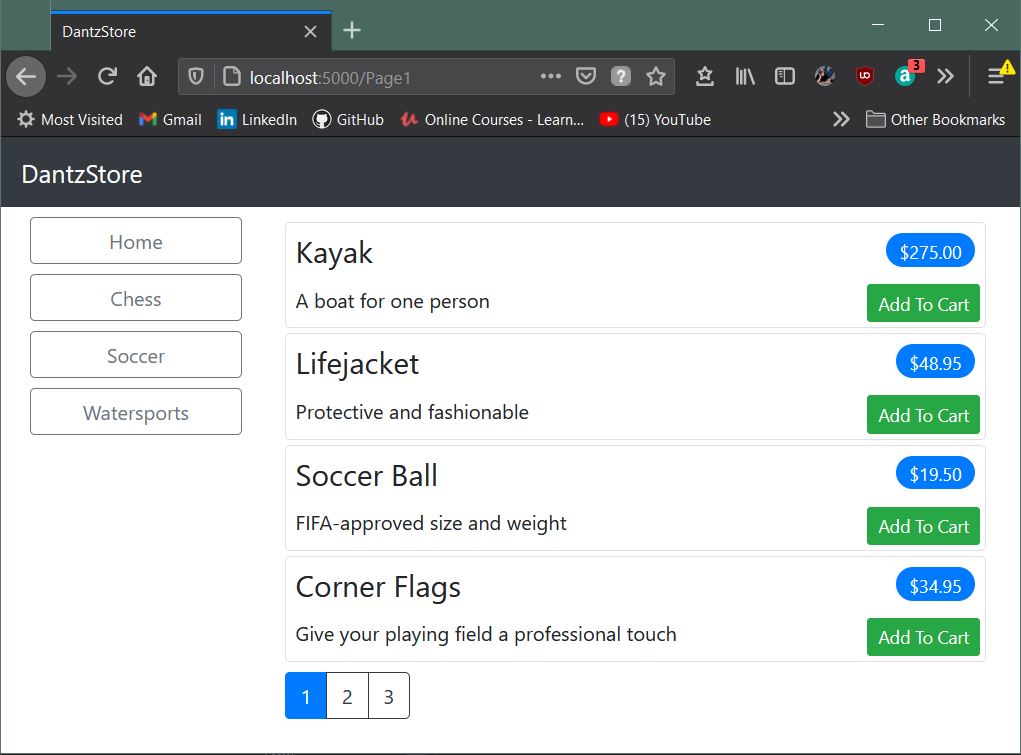 DantzStore
localhost:5000/Page1
3
Most Visited Gmail LinkedIn GitHub Online Courses - Learn... (15) YouTube Other Bookmarks
DantzStore
Home
Chess
Soccer
Watersports
Kayak $275.00
A boat for one person Add To Cart
Lifejacket $48.95
Protective and fashionable Add To Cart
Soccer Ball $19.50
FIFA-approved size and weight Add To Cart
Corner Flags $34.95
Give your playing field a professional touch Add To Cart
1 2 3